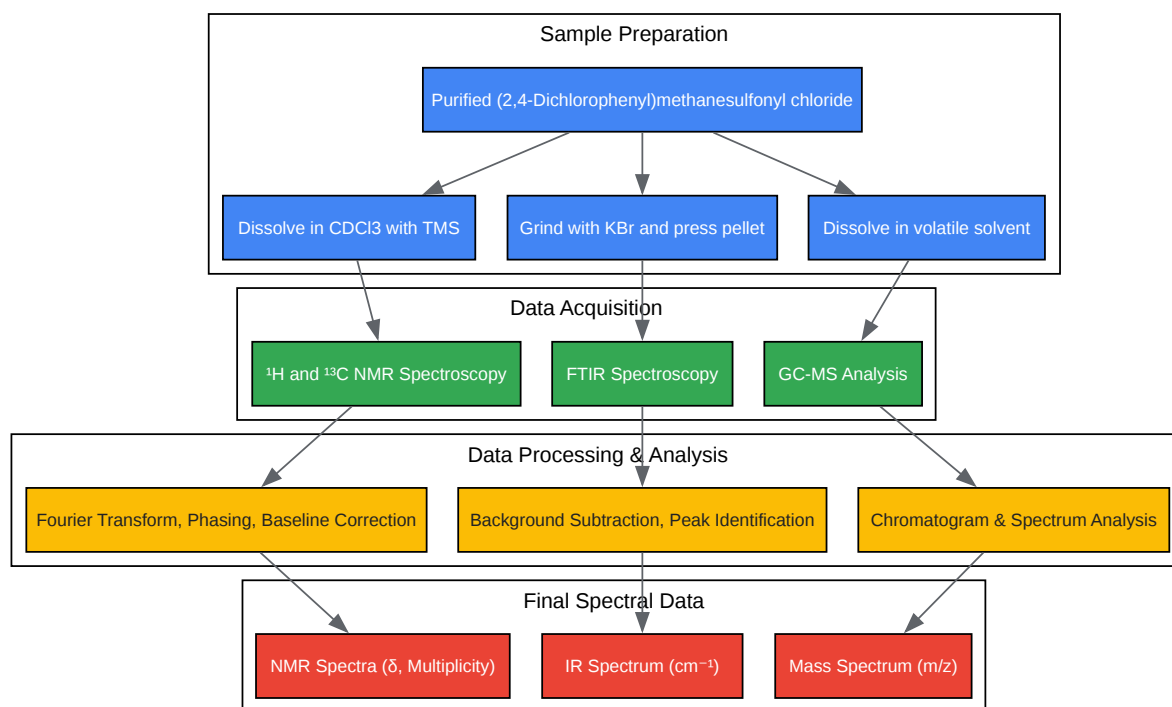 Sample Preparation
Purified (2,4-Dichlorophenyl)methanesulfonyl chloride
Dissolve in CDCl3 with TMS
Grind with KBr and press pellet
Dissolve in volatile solvent
Data Acquisition
¹H and ¹³C NMR Spectroscopy
FTIR Spectroscopy
GC-MS Analysis
Data Processing & Analysis
Fourier Transform, Phasing, Baseline Correction
Background Subtraction, Peak Identification
Chromatogram & Spectrum Analysis
Final Spectral Data
NMR Spectra (δ, Multiplicity)
IR Spectrum (cm⁻¹)
Mass Spectrum (m/z)